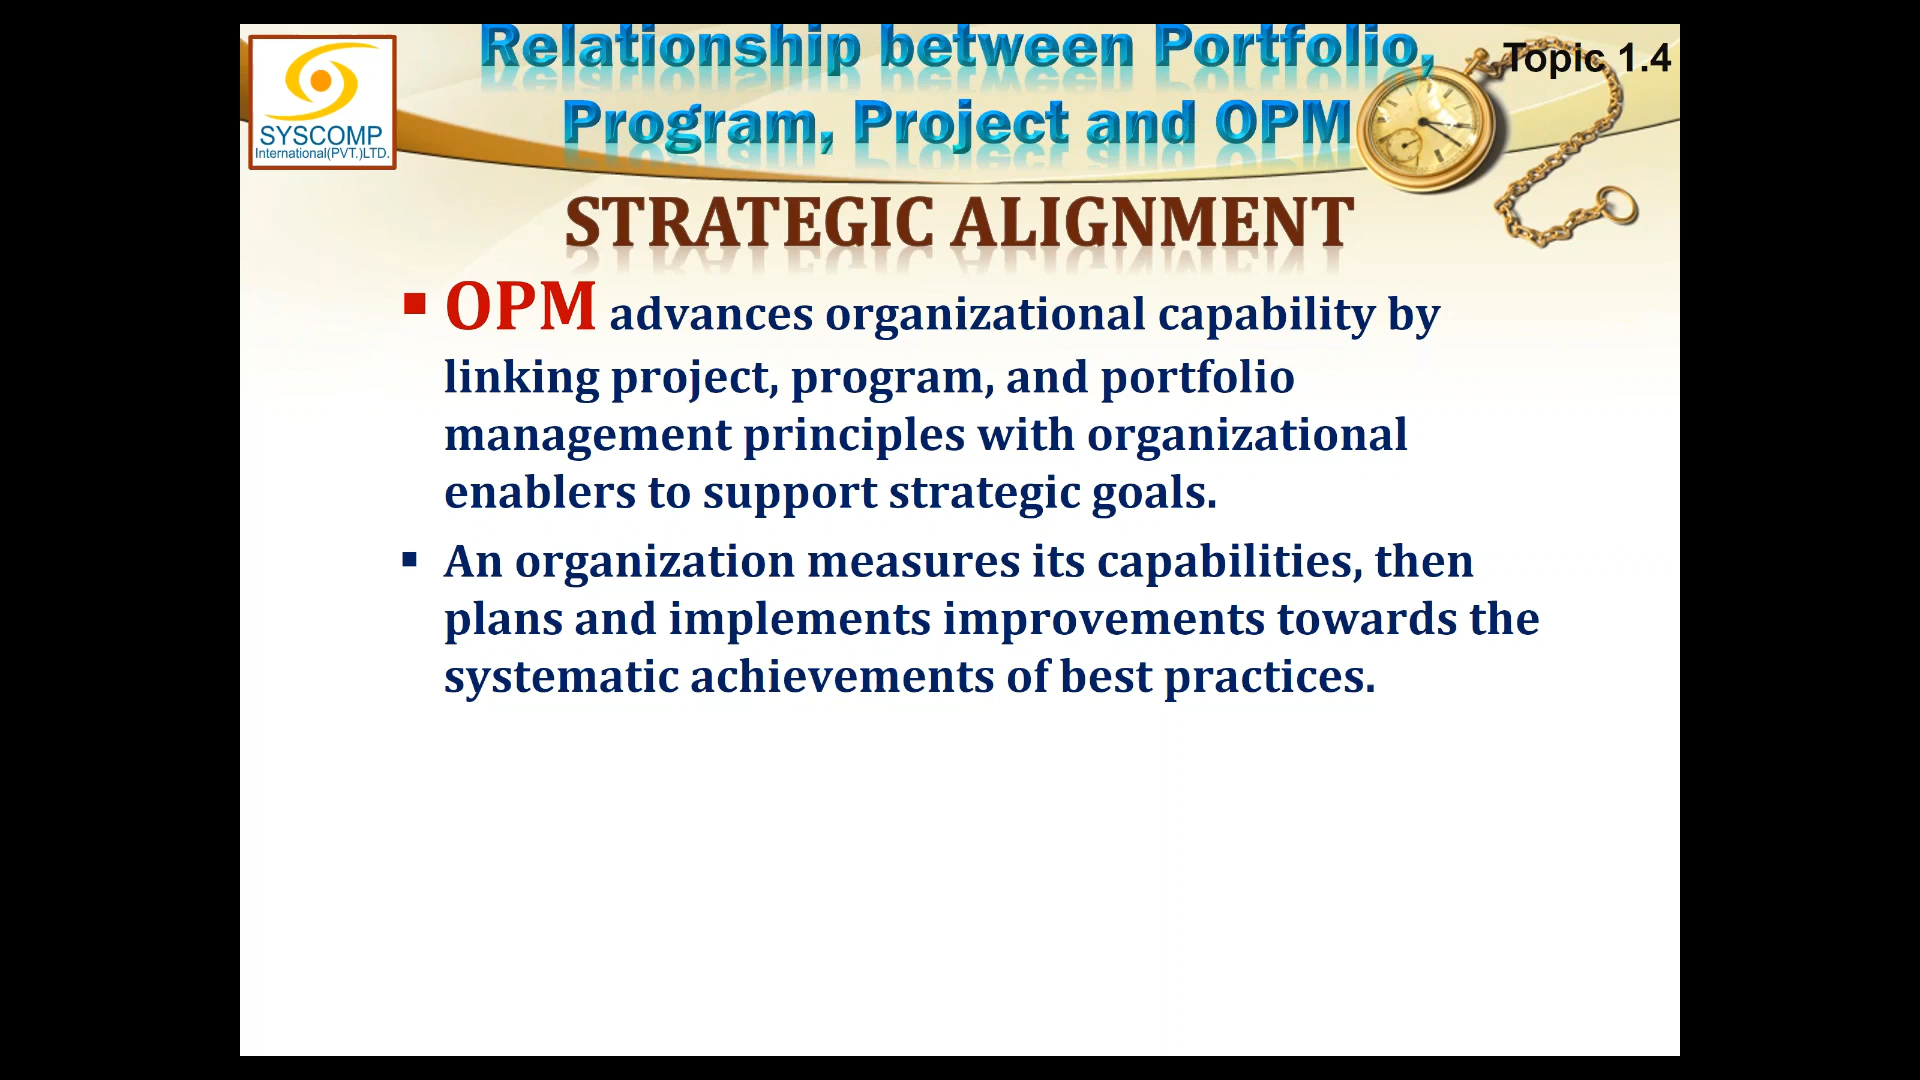 Relationship between Portfolio,
Program, Project and OPM
Topic 1.4
SYSCOMP
International(PVT.)LTD.
STRATEGIC ALIGNMENT
▪ OPM advances organizational capability by
linking project, program, and portfolio
management principles with organizational
enablers to support strategic goals.
▪ An organization measures its capabilities, then
plans and implements improvements towards the
systematic achievements of best practices.